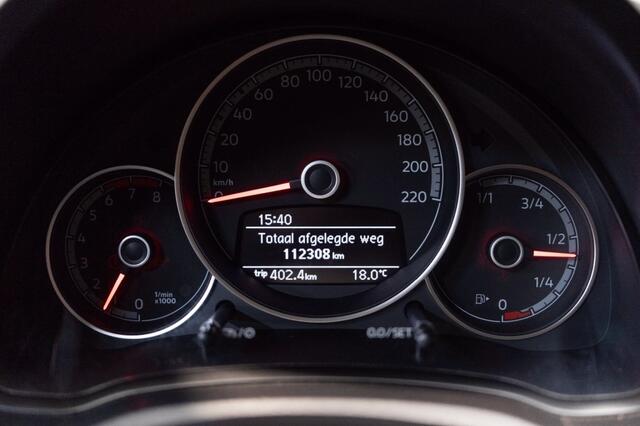 0 10 20 40 60 80 100 120 140 160 180 200 220
km/h
15:40
Totaal afgelegde weg
112308 km
trip 402.4 km 18.0 °C
0 1 2 3 4 5 6 7 8
1/min
x1000
1/1 3/4 1/2 1/4 0
0.0/SET